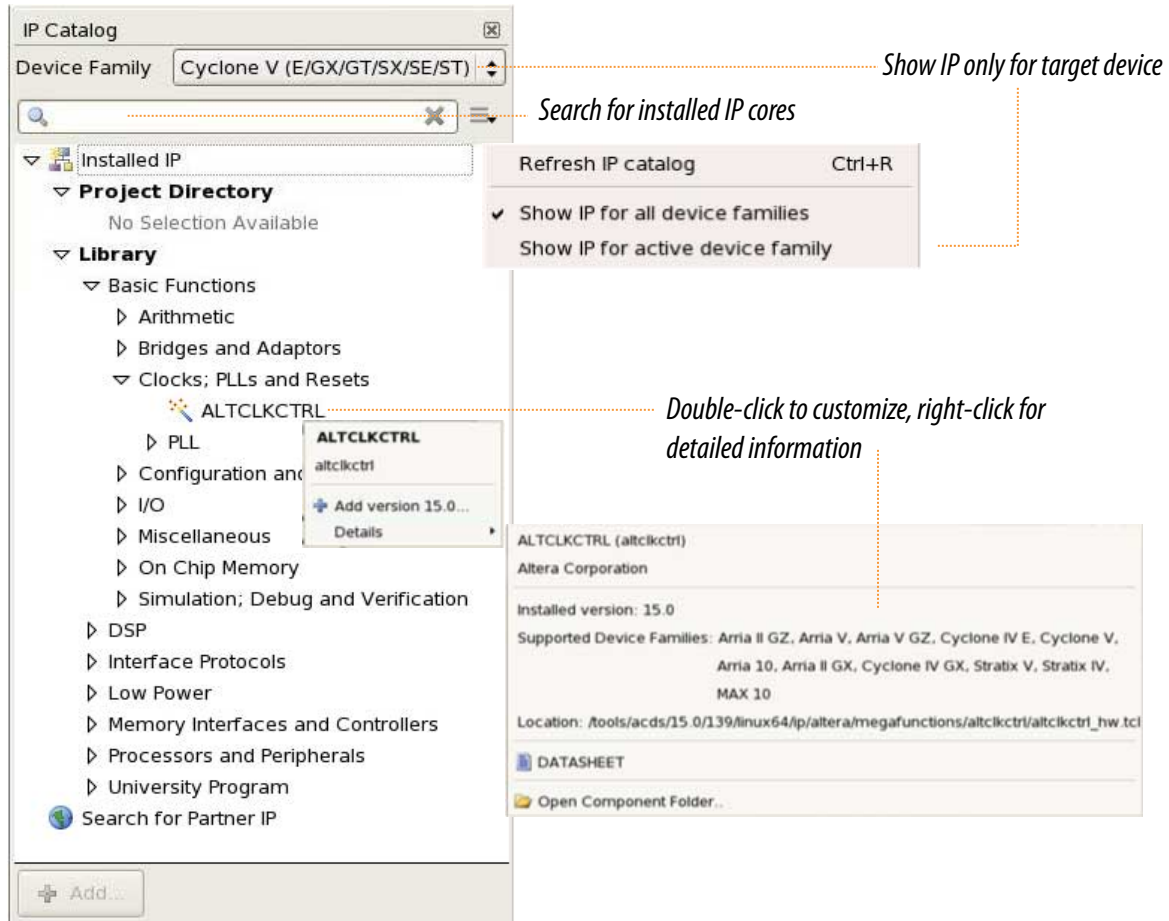 IP Catalog
Device Family Cyclone V (E/GX/GT/SX/SE/ST)
Show IP only for target device
Search for installed IP cores
Installed IP
Refresh IP catalog Ctrl+R
Project Directory
No Selection Available
Show IP for all device families
Show IP for active device family
Library
Basic Functions
Arithmetic
Bridges and Adaptors
Clocks; PLLs and Resets
ALTCLKCTRL
Double-click to customize, right-click for
detailed information
PLL
ALTCLKCTRL
altclkctrl
Add version 15.0...
Details
Configuration and
I/O
Miscellaneous
On Chip Memory
Simulation; Debug and Verification
DSP
Interface Protocols
Low Power
Memory Interfaces and Controllers
Processors and Peripherals
University Program
Search for Partner IP
Add...
ALTCLKCTRL (altclkctrl)
Altera Corporation
Installed version: 15.0
Supported Device Families: Arria II GZ, Arria V, Arria V GZ, Cyclone IV E, Cyclone V,
Arria 10, Arria II GX, Cyclone IV GX, Stratix V, Stratix IV,
MAX 10
Location: /tools/acds/15.0/139/linux64/ip/altera/megafunctions/altclkctrl/altclkctrl_hw.tcl
DATASHEET
Open Component Folder..